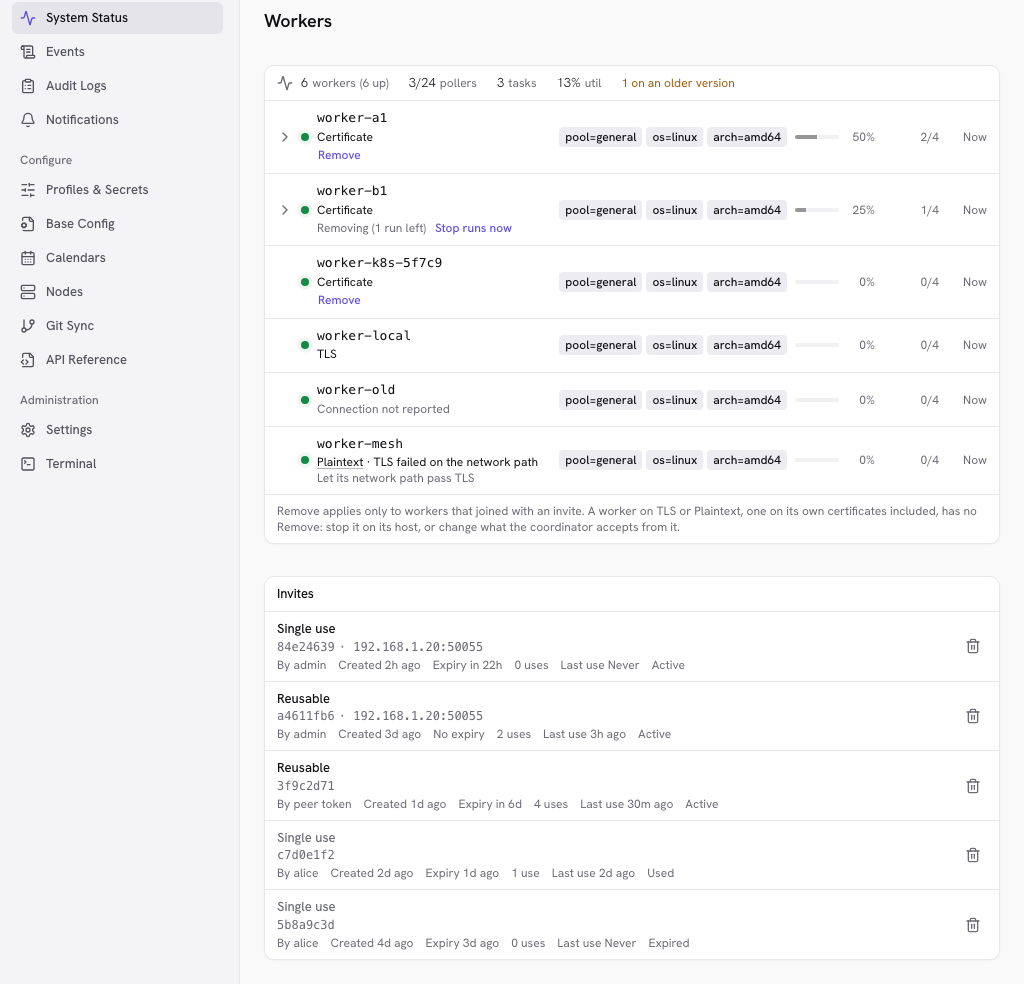 System Status
Events
Audit Logs
Notifications
Configure
Profiles & Secrets
Base Config
Calendars
Nodes
Git Sync
API Reference
Administration
Settings
Terminal
Workers
6 workers (6 up) 3/24 pollers 3 tasks 13% util 1 on an older version
worker-a1
Certificate
Remove
pool=general os=linux arch=amd64 50% 2/4 Now
worker-b1
Certificate
Removing (1 run left) Stop runs now
pool=general os=linux arch=amd64 25% 1/4 Now
worker-k8s-5f7c9
Certificate
Remove
pool=general os=linux arch=amd64 0% 0/4 Now
worker-local
TLS
pool=general os=linux arch=amd64 0% 0/4 Now
worker-old
Connection not reported
pool=general os=linux arch=amd64 0% 0/4 Now
worker-mesh
Plaintext · TLS failed on the network path
Let its network path pass TLS
pool=general os=linux arch=amd64 0% 0/4 Now
Remove applies only to workers that joined with an invite. A worker on TLS or Plaintext, one on its own certificates included, has no
Remove: stop it on its host, or change what the coordinator accepts from it.
Invites
Single use
84e24639 · 192.168.1.20:50055
By admin Created 2h ago Expiry in 22h 0 uses Last use Never Active
Reusable
a4611fb6 · 192.168.1.20:50055
By admin Created 3d ago No expiry 2 uses Last use 3h ago Active
Reusable
3f9c2d71
By peer token Created 1d ago Expiry in 6d 4 uses Last use 30m ago Active
Single use
c7d0e1f2
By alice Created 2d ago Expiry 1d ago 1 use Last use 2d ago Used
Single use
5b8a9c3d
By alice Created 4d ago Expiry 3d ago 0 uses Last use Never Expired